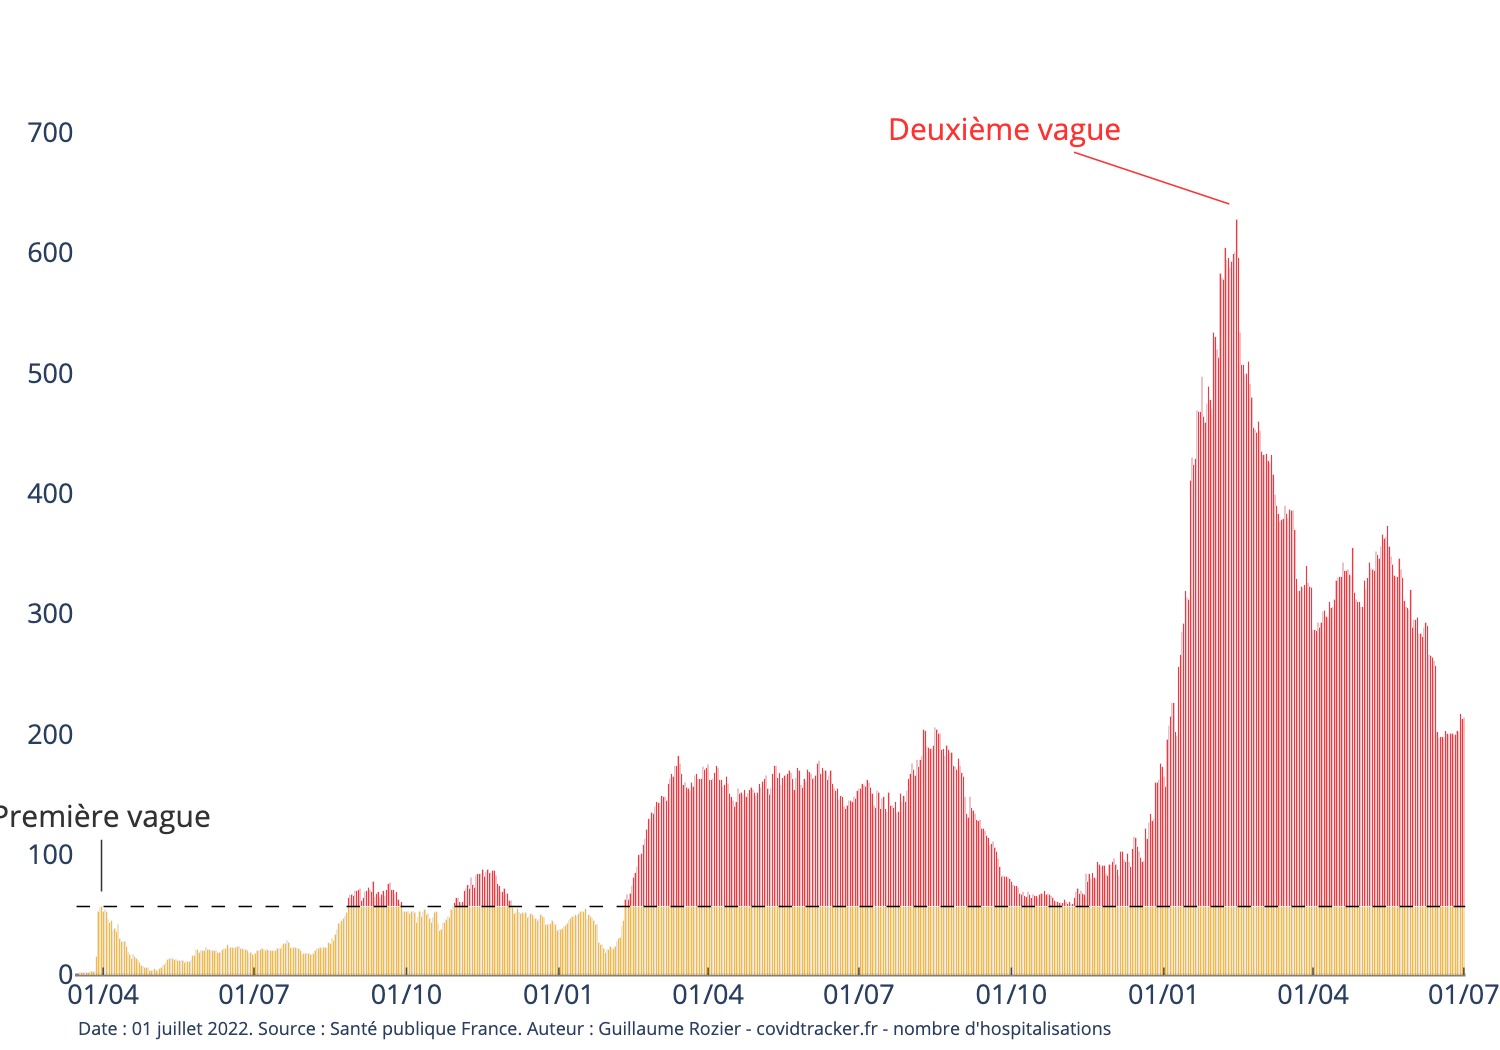 700
Deuxième vague
600
500
400
300
200
Première vague
100
0
01/04 01/07 01/10 01/01 01/04 01/07 01/10 01/01 01/04 01/07
Date : 01 juillet 2022. Source : Santé publique France. Auteur : Guillaume Rozier - covidtracker.fr - nombre d'hospitalisations